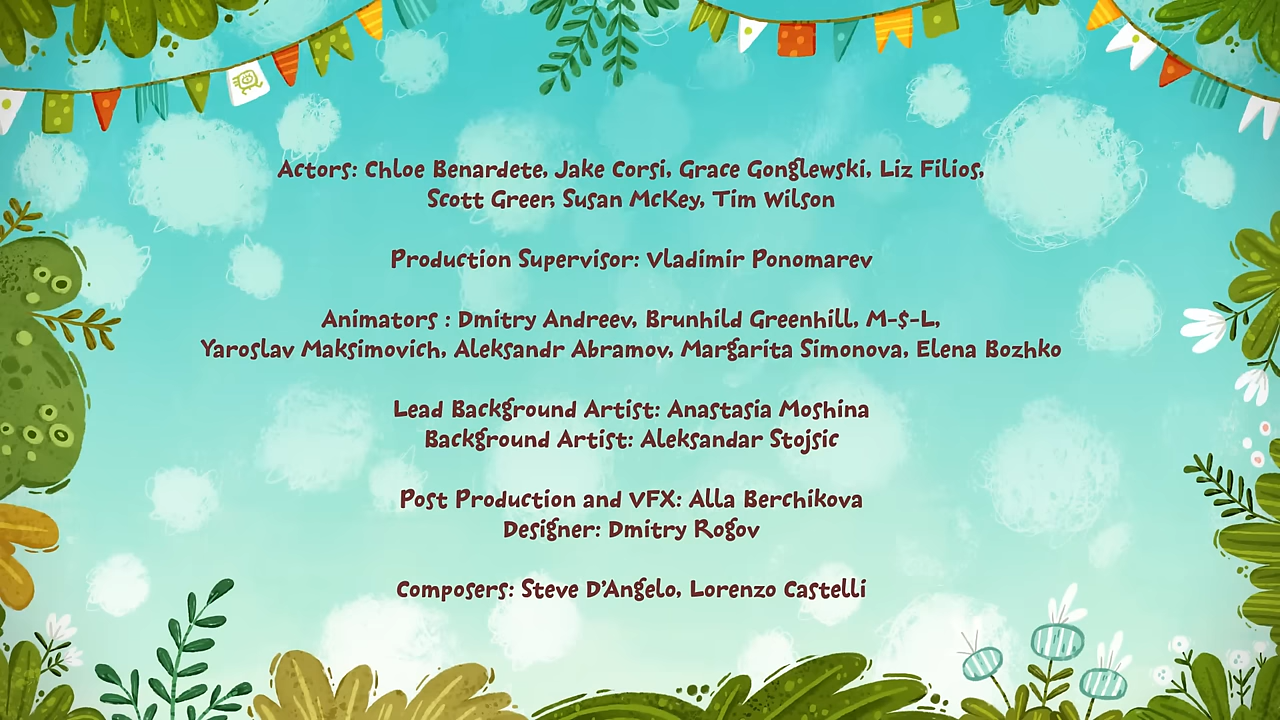 Actors: Chloe Benardete, Jake Corsi, Grace Gonglewski, Liz Filios,
Scott Greer, Susan McKey, Tim Wilson
Production Supervisor: Vladimir Ponomarev
Animators : Dmitry Andreev, Brunhild Greenhill, M-$-L,
Yaroslav Maksimovich, Aleksandr Abramov, Margarita Simonova, Elena Bozhko
Lead Background Artist: Anastasia Moshina
Background Artist: Aleksandar Stojsic
Post Production and VFX: Alla Berchikova
Designer: Dmitry Rogov
Composers: Steve D'Angelo, Lorenzo Castelli